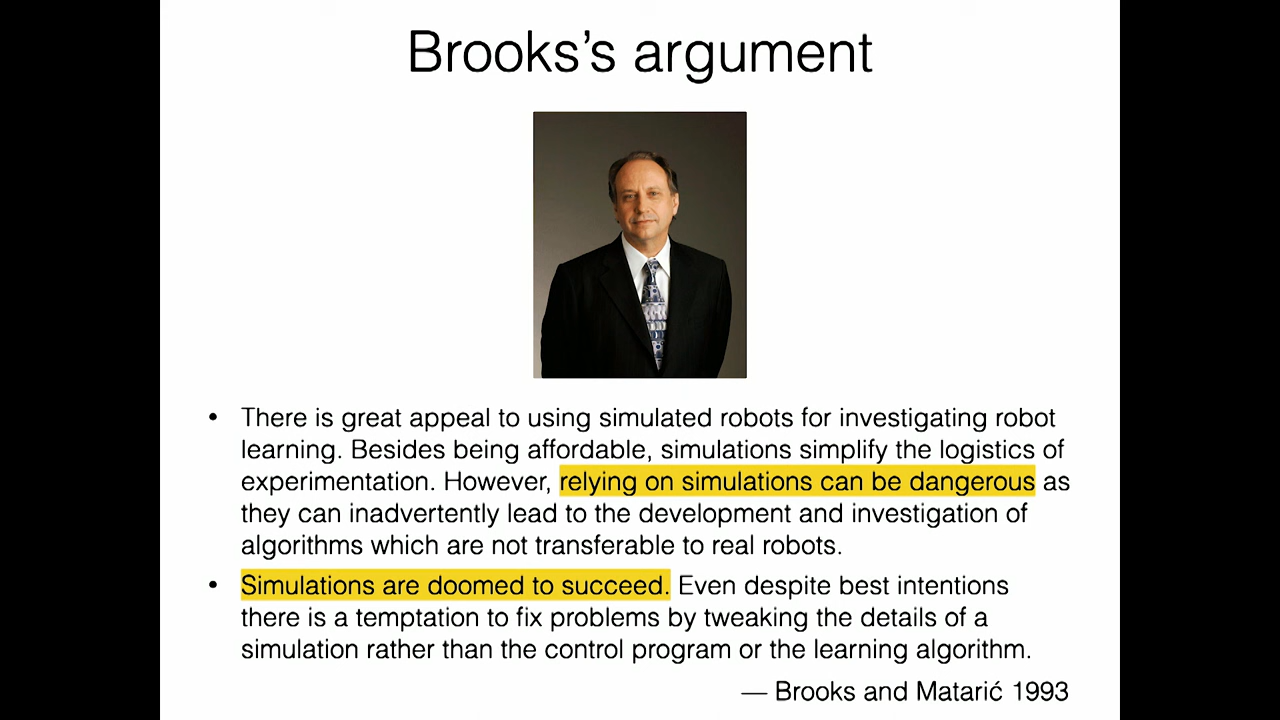 Brooks’s argument
• There is great appeal to using simulated robots for investigating robot
learning. Besides being affordable, simulations simplify the logistics of
experimentation. However, relying on simulations can be dangerous as
they can inadvertently lead to the development and investigation of
algorithms which are not transferable to real robots.
• Simulations are doomed to succeed. Even despite best intentions
there is a temptation to fix problems by tweaking the details of a
simulation rather than the control program or the learning algorithm.
— Brooks and Matarić 1993